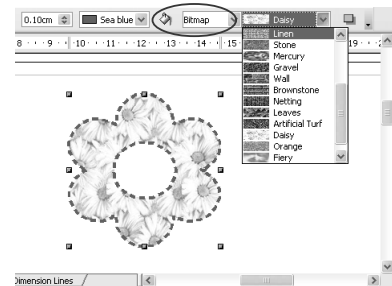 0.10cm Sea blue Bitmap Daisy
8 9 10 11 12 13 14 15 19
Linen
Stone
Mercury
Gravel
Wall
Brownstone
Netting
Leaves
Artificial Turf
Daisy
Orange
Fiery
Dimension Lines